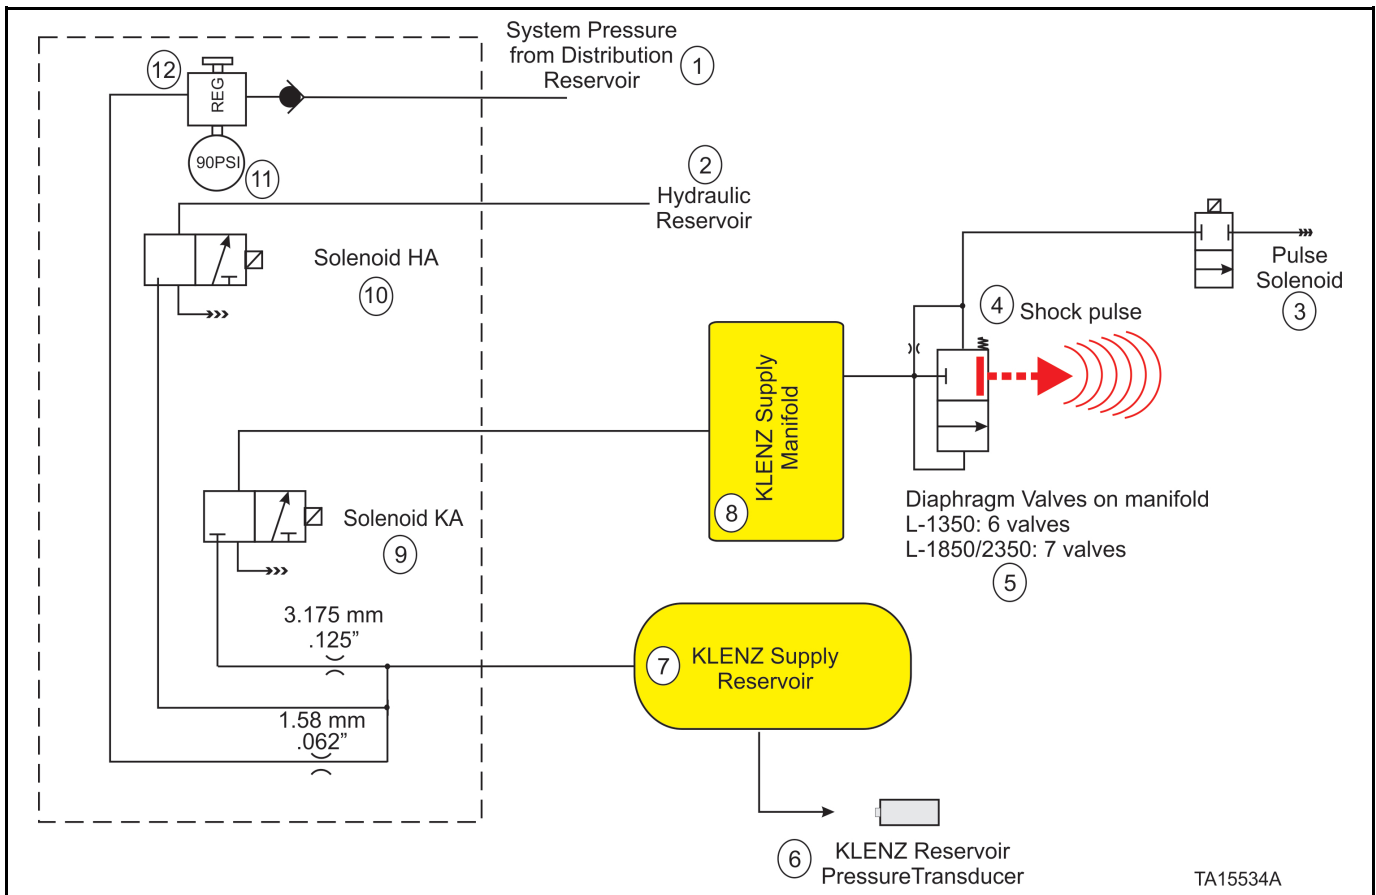 System Pressure
from Distribution
Reservoir
1
12
REG
90PSI
11
2
Hydraulic
Reservoir
Solenoid HA
10
Pulse
Solenoid
3
4
Shock pulse
KLENZ Supply
Manifold
8
Solenoid KA
9
Diaphragm Valves on manifold
L-1350: 6 valves
L-1850/2350: 7 valves
5
3.175 mm
.125”
7
KLENZ Supply
Reservoir
1.58 mm
.062”
6
KLENZ Reservoir
PressureTransducer
TA15534A